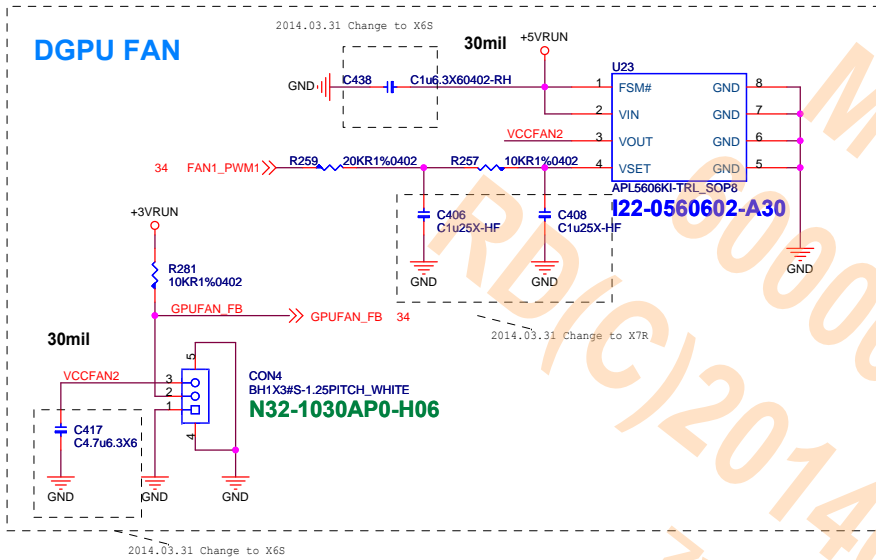 2014.03.31 Change to X6S
DGPU FAN
30mil
+5VRUN
U23
GND
C438
C1u6.3X60402-RH
1 FSM# GND 8
2 VIN GND 7
VCCFAN2
3 VOUT GND 6
34 FAN1_PWM1
R259 20KR1%0402
R257 10KR1%0402
4 VSET GND 5
APL5606KI-TRL_SOP8
I22-0560602-A30
+3VRUN
C406
C1u25X-HF
C408
C1u25X-HF
R281
10KR1%0402
GND
GND
GND
GPUFAN_FB
GPUFAN_FB 34
2014.03.31 Change to X7R
30mil
VCCFAN2
5
3
2
1
4
CON4
BH1X3#S-1.25PITCH_WHITE
N32-1030AP0-H06
C417
C4.7u6.3X6
GND
GND
GND
2014.03.31 Change to X6S
RD(C)2014